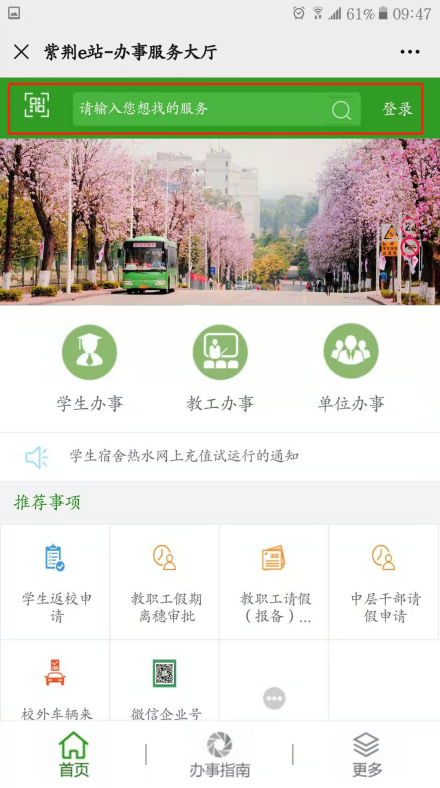 61% 09:47
紫荆e站-办事服务大厅
请输入您想找的服务 登录
学生办事 教工办事 单位办事
学生宿舍热水网上充值试运行的通知
推荐事项
学生返校申 教职工假期 教职工请假 中层干部请
请 离穗审批 （报备）... 假申请
校外车辆来 微信企业号
首页 办事指南 更多